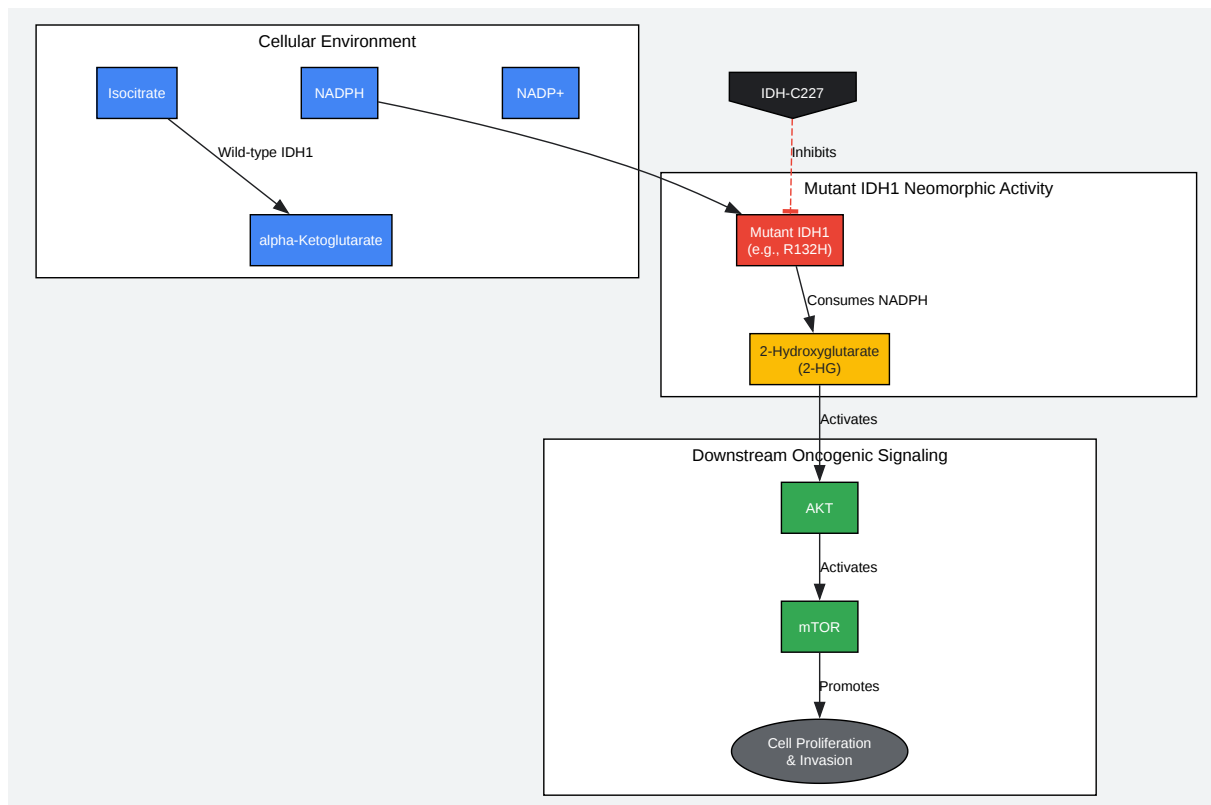 Cellular Environment
Isocitrate
NADPH
NADP+
IDH-C227
Wild-type IDH1
Inhibits
Mutant IDH1 Neomorphic Activity
alpha-Ketoglutarate
Mutant IDH1
(e.g., R132H)
Consumes NADPH
2-Hydroxyglutarate
(2-HG)
Activates
Downstream Oncogenic Signaling
AKT
Activates
mTOR
Promotes
Cell Proliferation
& Invasion